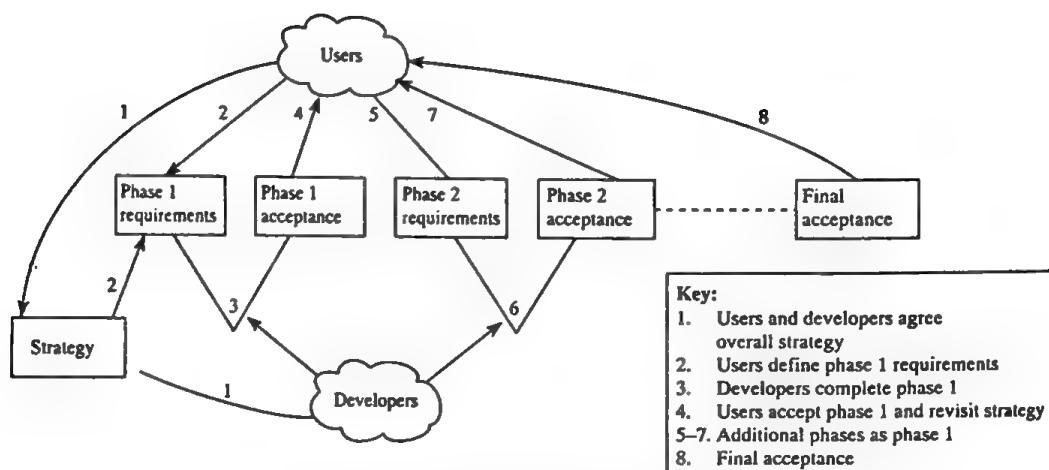 Users
1
2
4
5
7
8
Phase 1
requirements
Phase 1
acceptance
Phase 2
requirements
Phase 2
acceptance
Final
acceptance
2
3
6
Strategy
1
Developers
Key:
1. Users and developers agree
overall strategy
2. Users define phase 1 requirements
3. Developers complete phase 1
4. Users accept phase 1 and revisit strategy
5–7. Additional phases as phase 1
8. Final acceptance